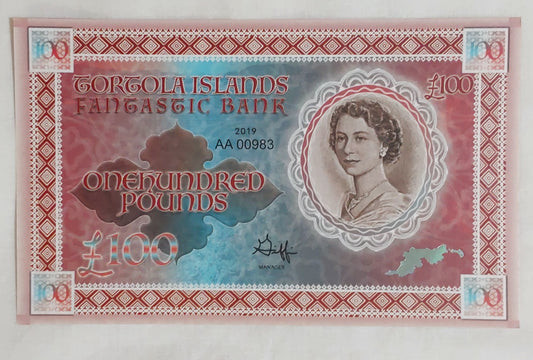 100 100
TORTOLA ISLANDS £100
FANTASTIC BANK
2019
AA 00983
ONEHUNDRED
POUNDS
£100
MANAGER
100 100